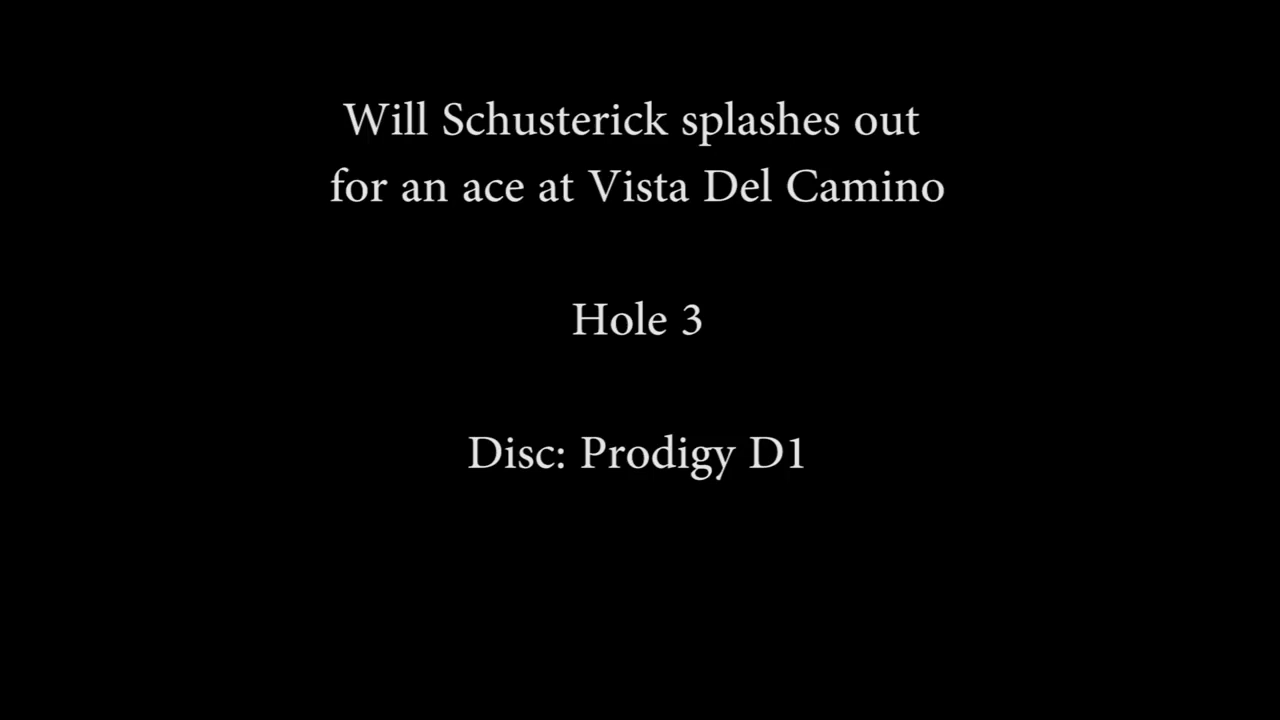 Will Schusterick splashes out
for an ace at Vista Del Camino
Hole 3
Disc: Prodigy D1